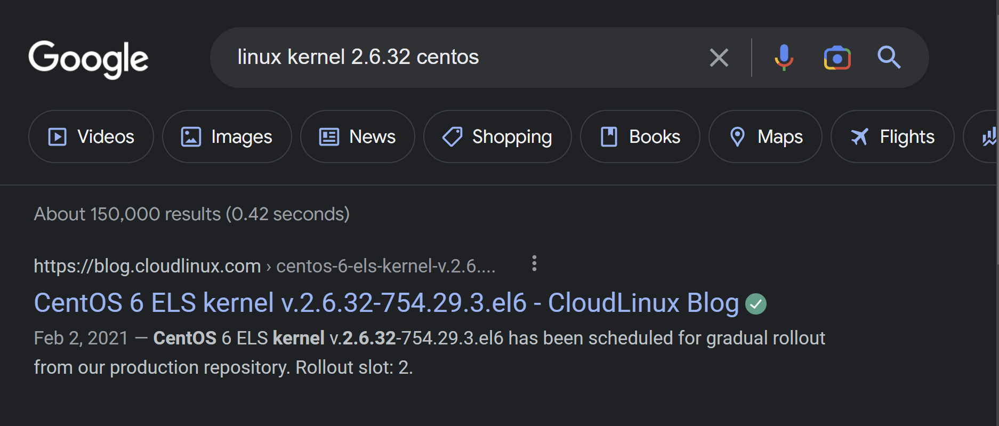 Google
linux kernel 2.6.32 centos
Videos
Images
News
Shopping
Books
Maps
Flights
About 150,000 results (0.42 seconds)
https://blog.cloudlinux.com › centos-6-els-kernel-v.2.6....
CentOS 6 ELS kernel v.2.6.32-754.29.3.el6 - CloudLinux Blog
Feb 2, 2021 — CentOS 6 ELS kernel v.2.6.32-754.29.3.el6 has been scheduled for gradual rollout
from our production repository. Rollout slot: 2.